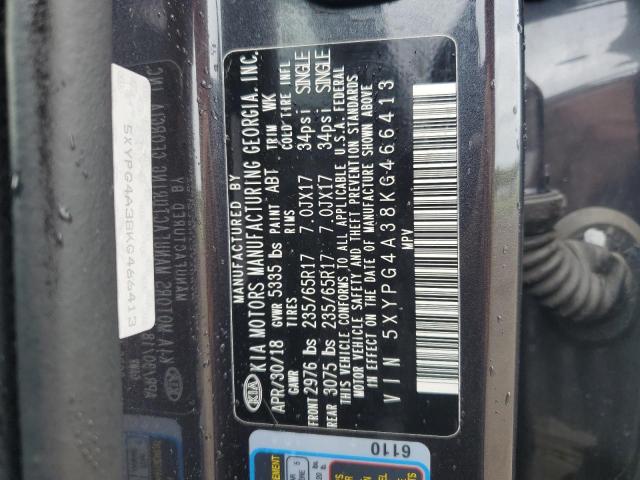 MANUFACTURED BY
KIA KIA MOTORS MANUFACTURING GEORGIA, INC.
APR/30/18 GVWR 5335 lbs PAINT ABT TRIM WK
GAWR TIRES RIMS COLD TIRE INFL
FRONT 2976 lbs 235/65R17 7.0JX17 34psi SINGLE
REAR 3075 lbs 235/65R17 7.0JX17 34psi SINGLE
THIS VEHICLE CONFORMS TO ALL APPLICABLE U.S.A. FEDERAL
MOTOR VEHICLE SAFETY AND THEFT PREVENTION STANDARDS
IN EFFECT ON THE DATE OF MANUFACTURE SHOWN ABOVE
VIN 5XYPG4A38KG466413
MPV
6110
5XYPG4A38KG466413